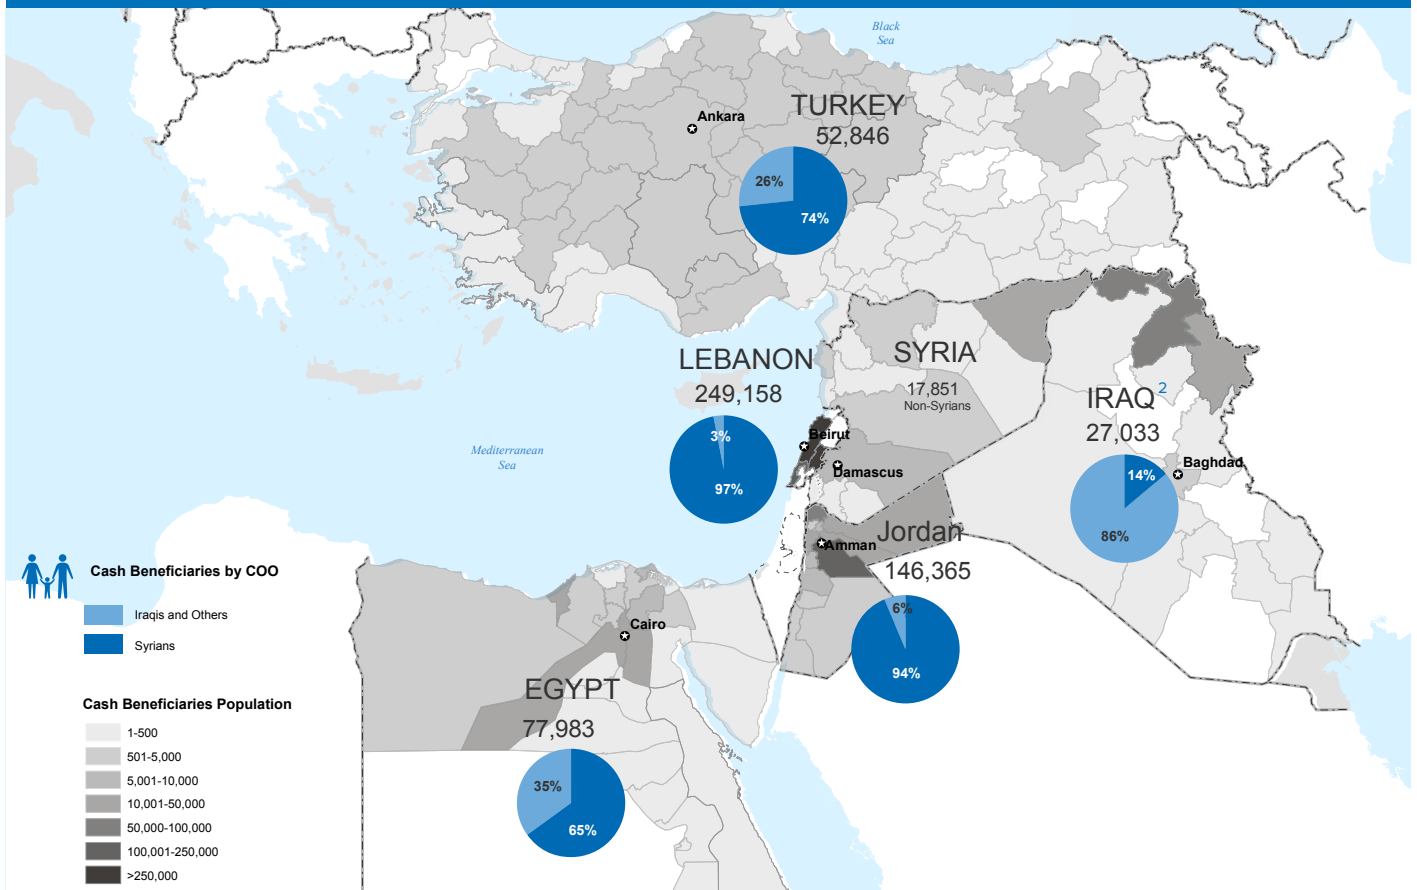 Black
Sea
TURKEY
52,846
Ankara
26%
74%
LEBANON
249,158
3%
97%
Beirut
SYRIA
17,851
Non-Syrians
Damascus
IRAQ 2
27,033
14%
86%
Baghdad
Mediterranean
Sea
Jordan
146,365
Amman
6%
94%
Cairo
EGYPT
77,983
35%
65%
Cash Beneficiaries by COO
Iraqis and Others
Syrians
Cash Beneficiaries Population
1-500
501-5,000
5,001-10,000
10,001-50,000
50,000-100,000
100,001-250,000
>250,000